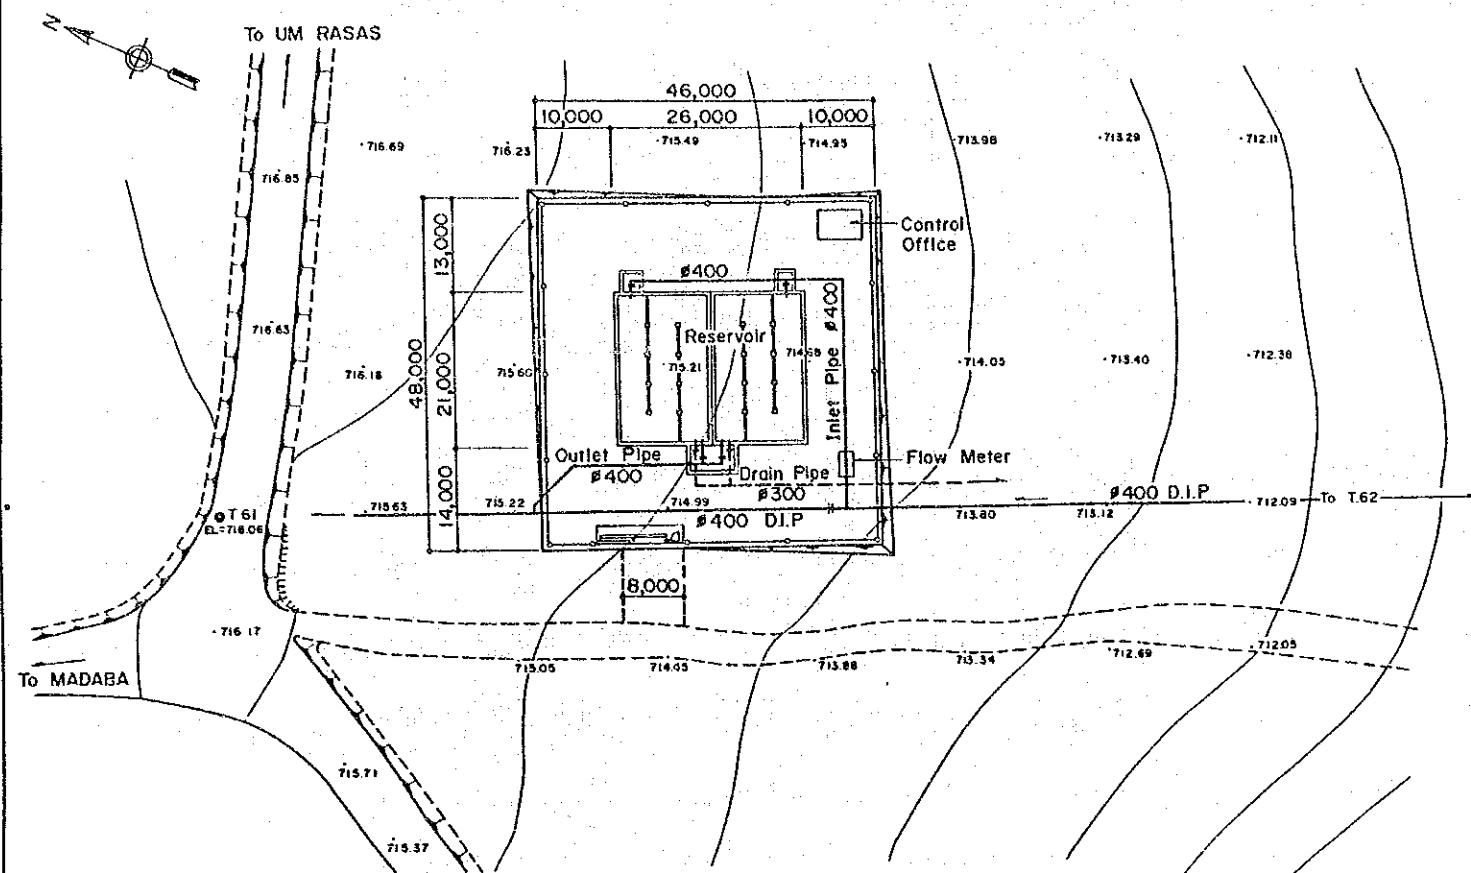 N
To UM RASAS
46,000
10,000 26,000 10,000
716.69
716.23
715.49
714.95
713.98
713.29
712.11
716.85
Control
Office
13,000
ø400
ø400
Inlet Pipe
716.63
Reservoir
714.68
715.21
48,000
21,000
716.18
715.60
714.05
713.40
712.38
Outlet Pipe
ø400
Drain Pipe
ø300
Flow Meter
14,000
T61
EL=716.06
715.63
715.22
714.99
ø400 D.I.P
713.80
713.12
ø400 D.I.P
712.09
To T.62
8,000
716.17
715.05
714.45
713.88
713.34
712.69
712.05
To MADABA
715.71
715.37